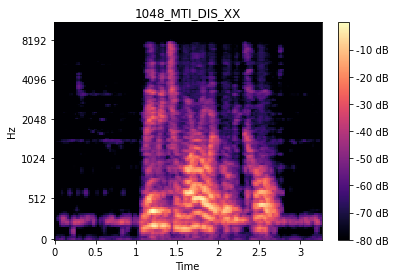 1048_MTI_DIS_XX
8192
4096
2048
1024
512
0
Hz
0
0.5
1
1.5
2
2.5
3
Time
-10 dB
-20 dB
-30 dB
-40 dB
-50 dB
-60 dB
-70 dB
-80 dB